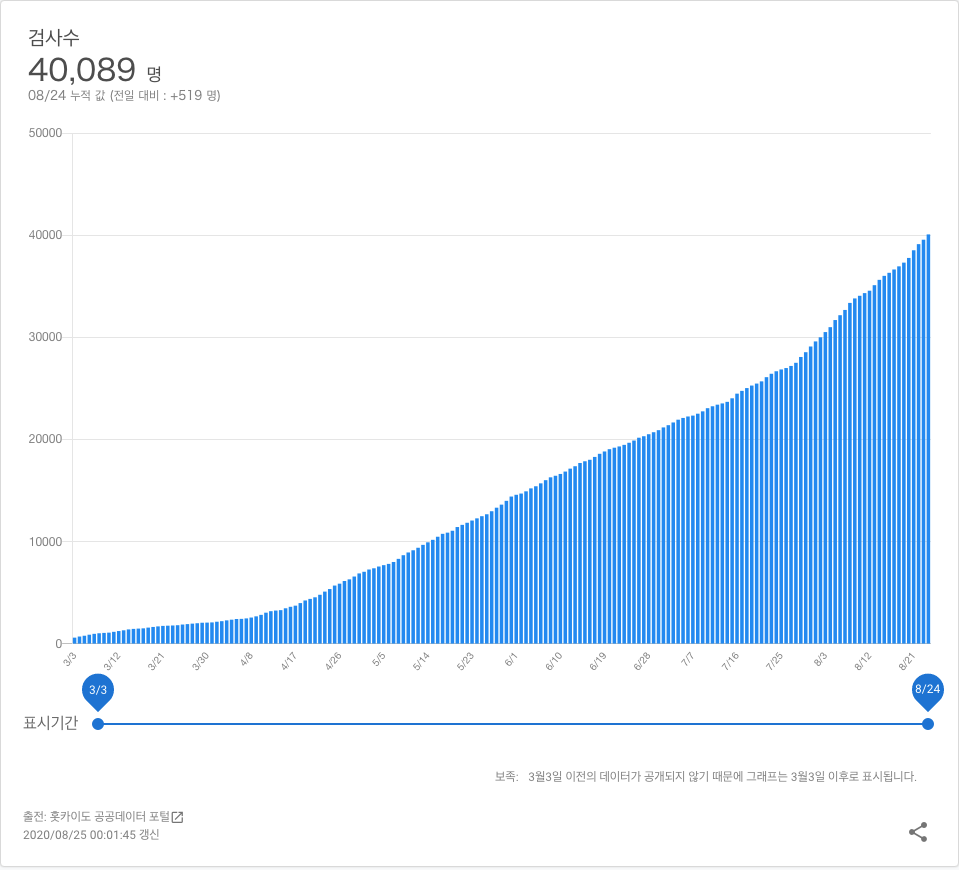 검사수
40,089 명
08/24 누적 값 (전일 대비 : +519 명)
50000
40000
30000
20000
10000
0
3/3 3/12 3/21 3/30 4/8 4/17 4/26 5/5 5/14 5/23 6/1 6/10 6/19 6/28 7/7 7/16 7/25 8/3 8/12 8/21
3/3 8/24
표시기간
보족: 3월3일 이전의 데이터가 공개되지 않기 때문에 그래프는 3월3일 이후로 표시됩니다.
출전: 홋카이도 공공데이터 포털
2020/08/25 00:01:45 갱신